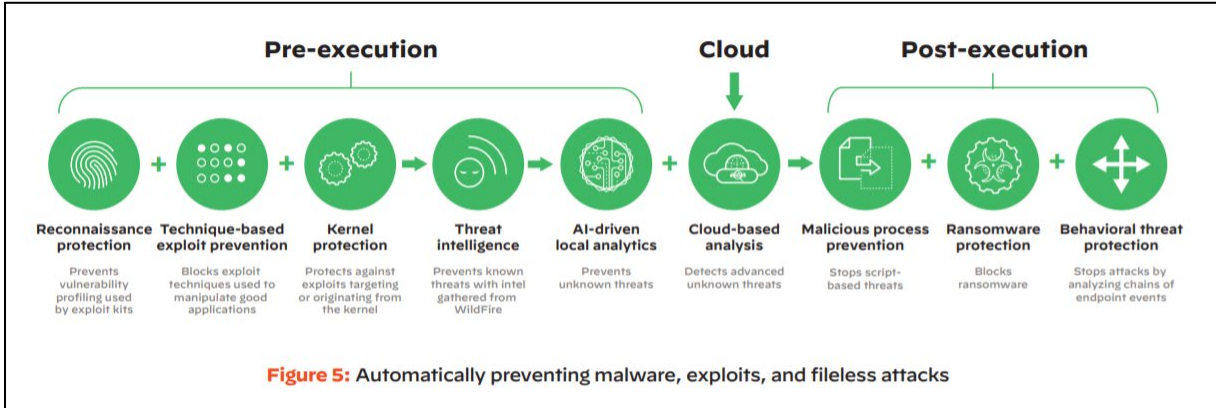 Pre-execution
Cloud
Post-execution
Reconnaissance
protection
Prevents
vulnerability
profiling used
by exploit kits
Technique-based
exploit prevention
Blocks exploit
techniques used to
manipulate good
applications
Kernel
protection
Protects against
exploits targeting
or originating from
the kernel
Threat
intelligence
Prevents known
threats with intel
gathered from
WildFire
AI-driven
local analytics
Prevents
unknown threats
Cloud-based
analysis
Detects advanced
unknown threats
Malicious process
prevention
Stops script-
based threats
Ransomware
protection
Blocks
ransomware
Behavioral threat
protection
Stops attacks by
analyzing chains of
endpoint events
Figure 5: Automatically preventing malware, exploits, and fileless attacks